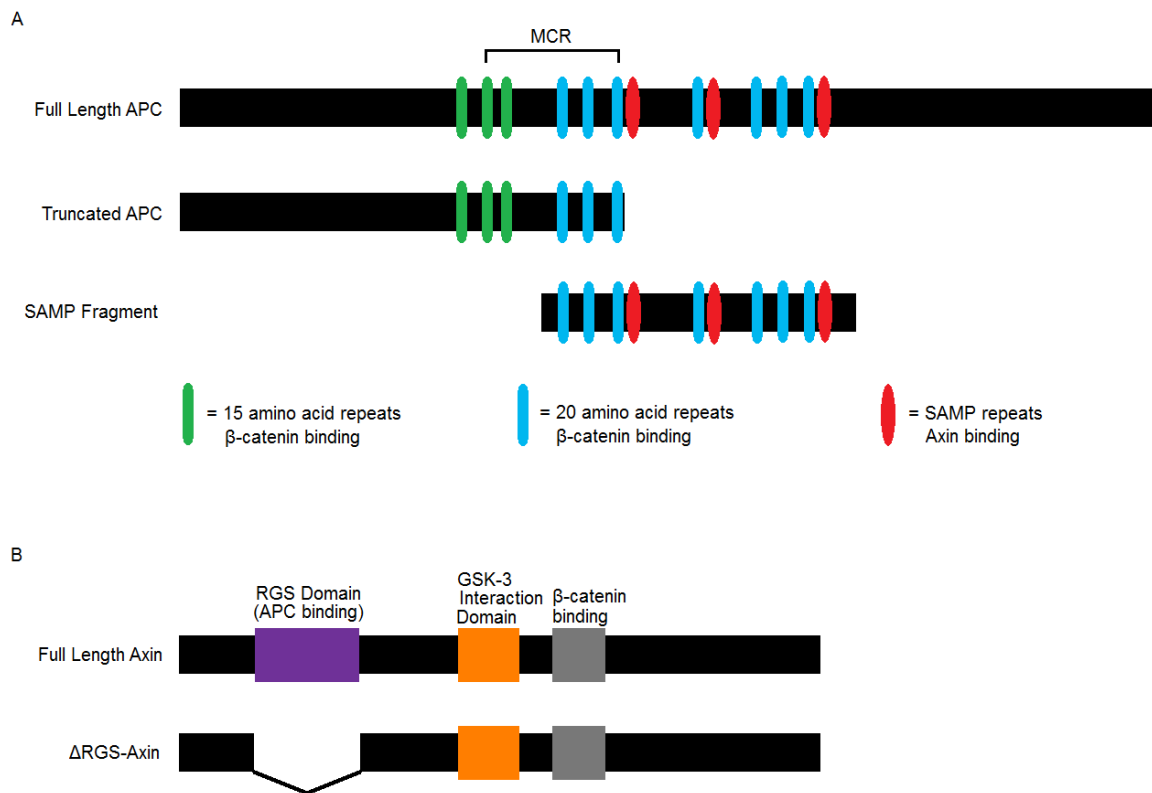 A
MCR
Full Length APC
Truncated APC
SAMP Fragment
= 15 amino acid repeats
β-catenin binding
= 20 amino acid repeats
β-catenin binding
= SAMP repeats
Axin binding
B
RGS Domain
(APC binding)
GSK-3
Interaction
Domain
β-catenin
binding
Full Length Axin
ΔRGS-Axin